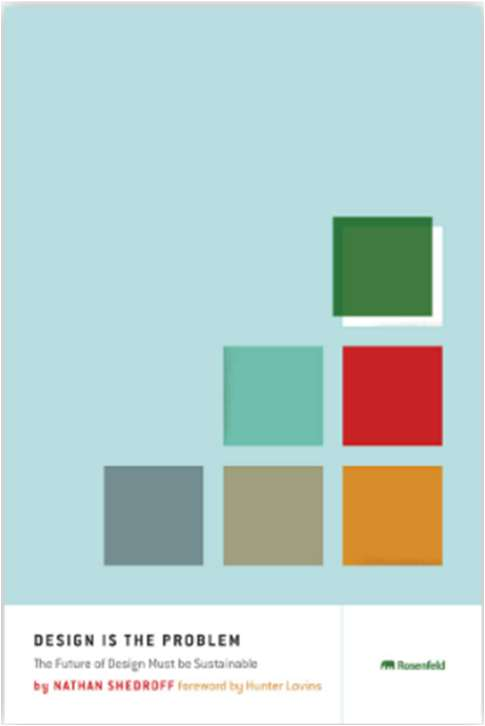 DESIGN IS THE PROBLEM
The Future of Design Must be Sustainable
by NATHAN SHEDROFF foreword by Hunter Lovins
Rosenfeld